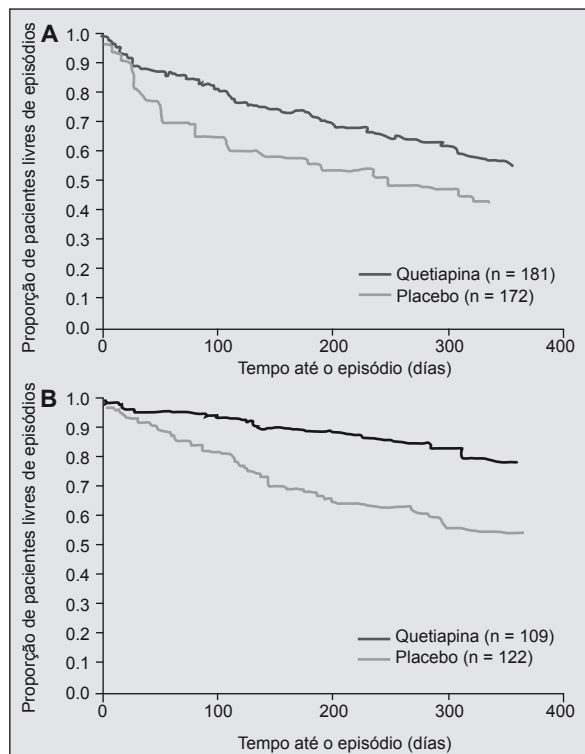 A
Proporção de pacientes livres de episódios
1.0
0.9
0.8
0.7
0.6
0.5
0.4
0.3
0.2
0.1
0.0
Quetiapina (n = 181)
Placebo (n = 172)
0 100 200 300 400
Tempo até o episódio (días)
B
Proporção de pacientes livres de episódios
1.0
0.9
0.8
0.7
0.6
0.5
0.4
0.3
0.2
0.1
0.0
Quetiapina (n = 109)
Placebo (n = 122)
0 100 200 300 400
Tempo até o episódio (días)